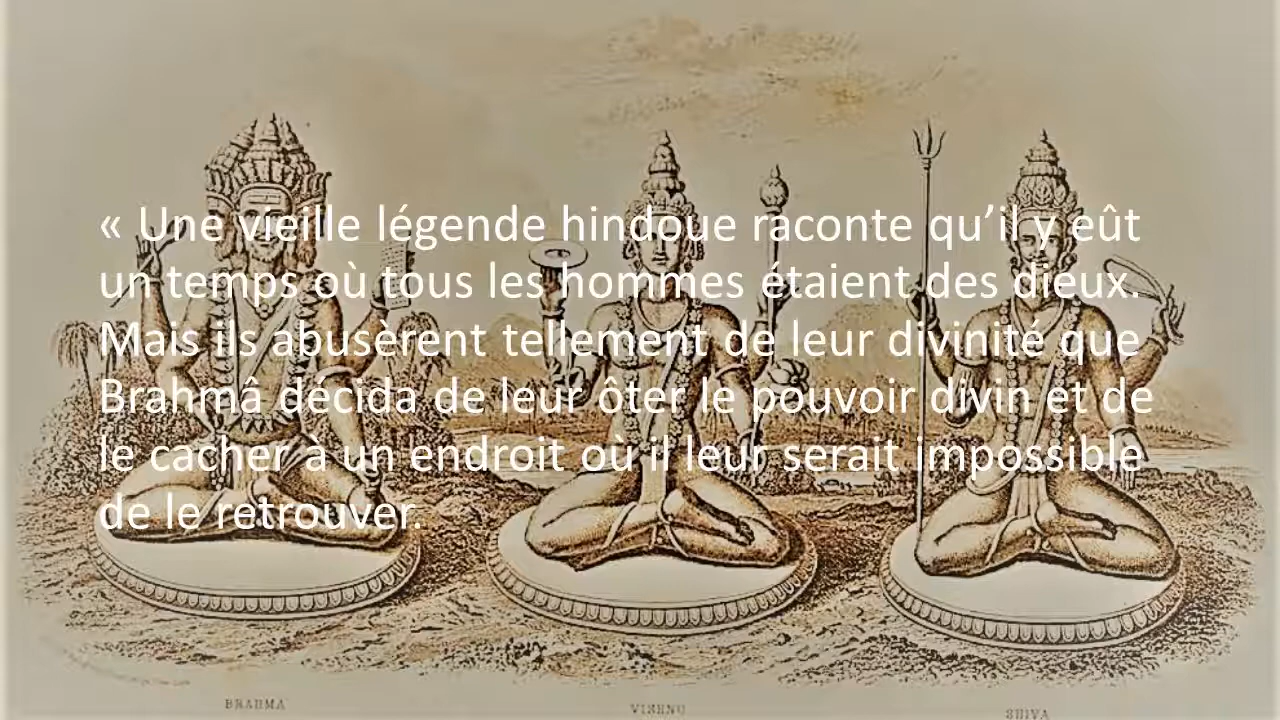 « Une vieille légende hindoue raconte qu’il y eût
un temps où tous les hommes étaient des dieux.
Mais ils abusèrent tellement de leur divinité que
Brahmâ décida de leur ôter le pouvoir divin et de
le cacher à un endroit où il leur serait impossible
de le retrouver.
BRAHMA
VISHNU
SHIVA